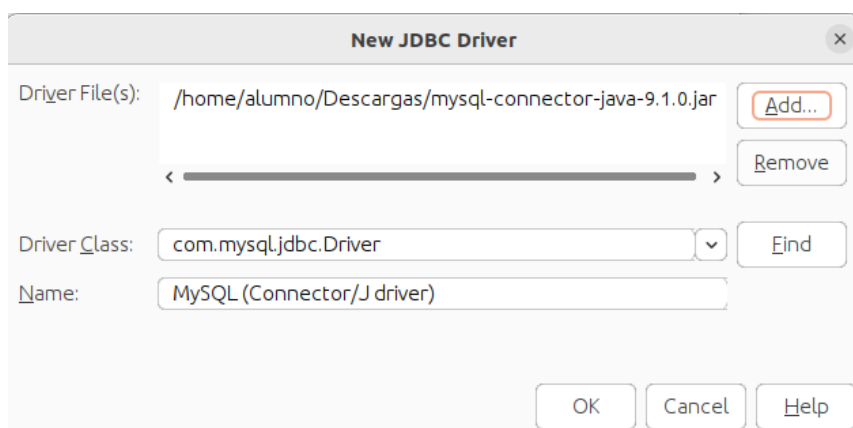 New JDBC Driver
Driver File(s):
/home/alumno/Descargas/mysql-connector-java-9.1.0.jar
Add...
Remove
Driver Class:
com.mysql.jdbc.Driver
Find
Name:
MySQL (Connector/J driver)
OK
Cancel
Help